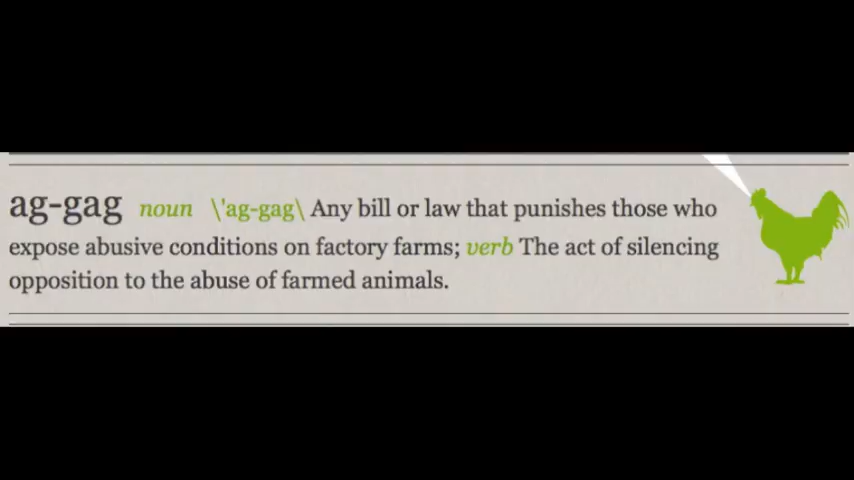 ag-gag noun \'ag-gag\ Any bill or law that punishes those who
expose abusive conditions on factory farms; verb The act of silencing
opposition to the abuse of farmed animals.